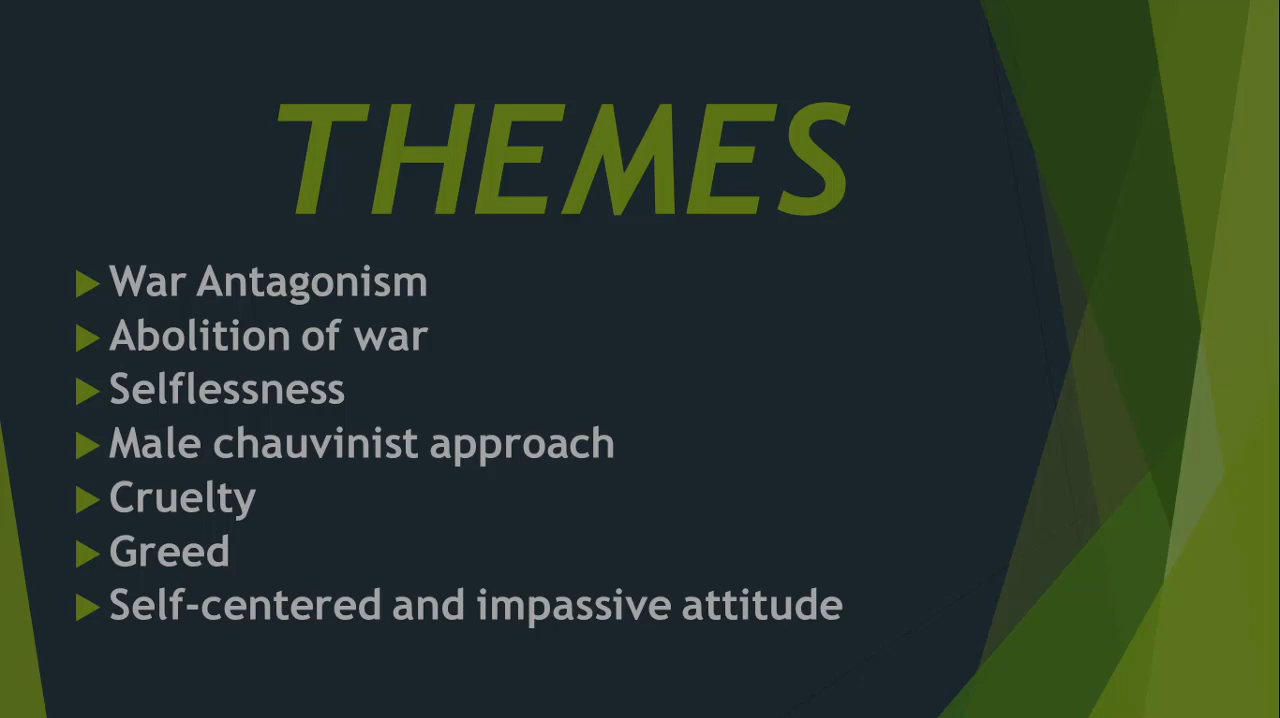 THEMES
War Antagonism
Abolition of war
Selflessness
Male chauvinist approach
Cruelty
Greed
Self-centered and impassive attitude